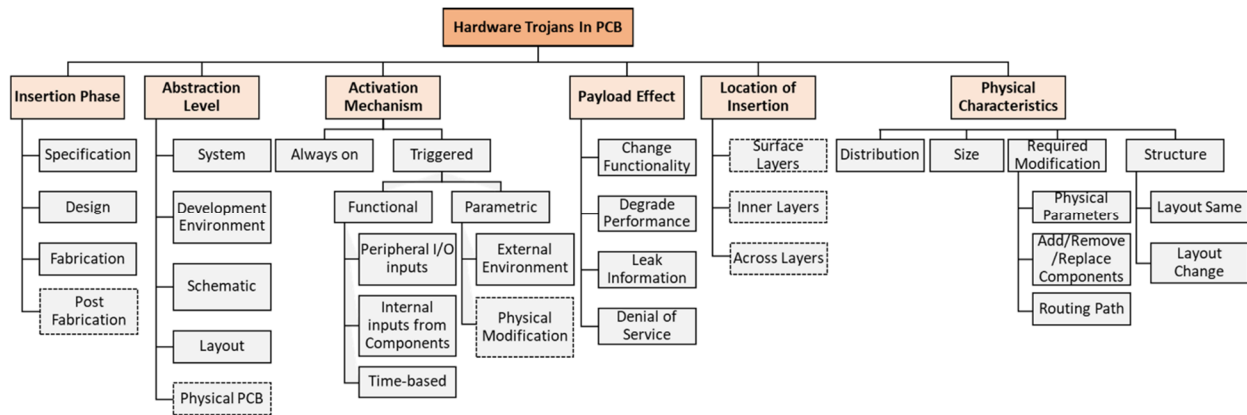 Hardware Trojans In PCB
Insertion Phase
Specification
Design
Fabrication
Post
Fabrication
Abstraction
Level
System
Development
Environment
Schematic
Layout
Physical PCB
Activation
Mechanism
Always on
Triggered
Functional
Peripheral I/O
inputs
Internal
inputs from
Components
Time-based
Parametric
External
Environment
Physical
Modification
Payload Effect
Change
Functionality
Degrade
Performance
Leak
Information
Denial of
Service
Location of
Insertion
Surface
Layers
Inner Layers
Across Layers
Physical
Characteristics
Distribution
Size
Required
Modification
Physical
Parameters
Add/Remove
/Replace
Components
Routing Path
Structure
Layout Same
Layout
Change